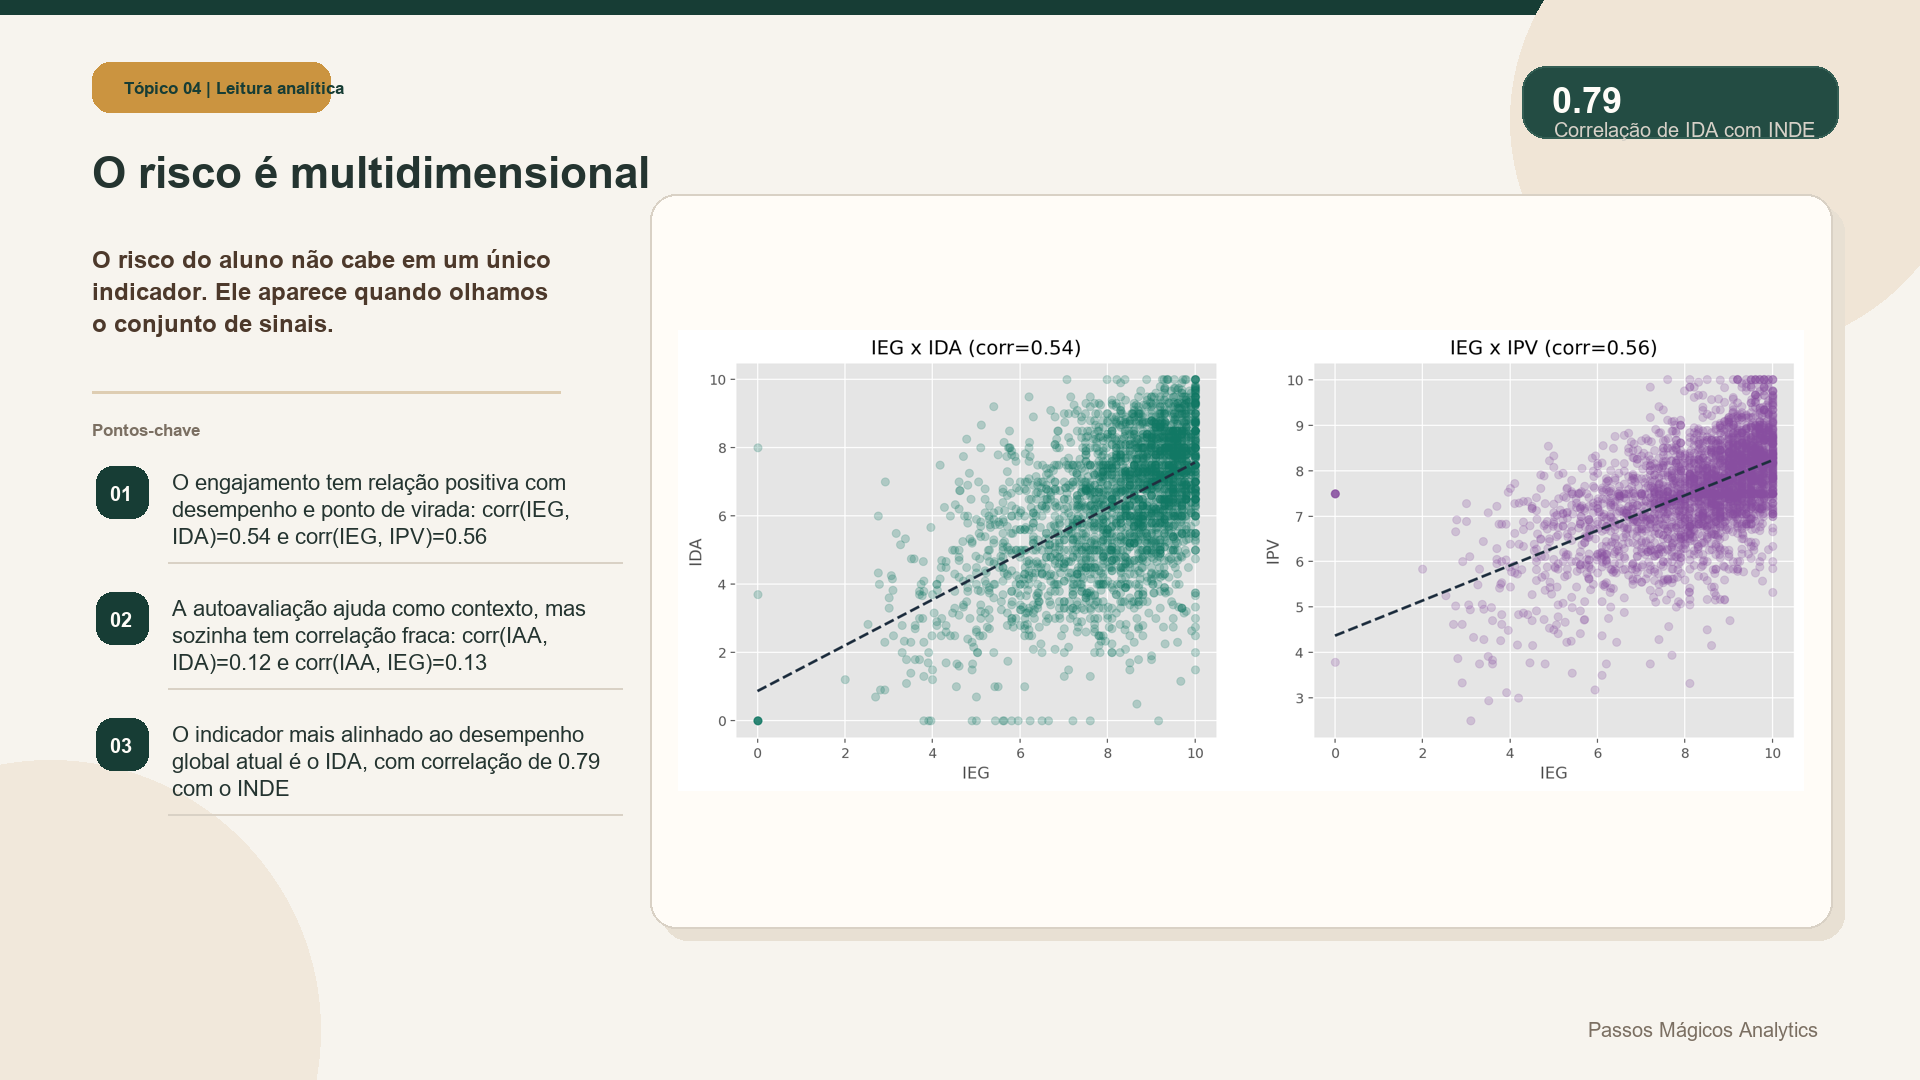 Tópico 04 | Leitura analítica
0.79
Correlação de IDA com INDE
O risco é multidimensional
O risco do aluno não cabe em um único
indicador. Ele aparece quando olhamos
o conjunto de sinais.
Pontos-chave
01
O engajamento tem relação positiva com
desempenho e ponto de virada: corr(IEG,
IDA)=0.54 e corr(IEG, IPV)=0.56
02
A autoavaliação ajuda como contexto, mas
sozinha tem correlação fraca: corr(IAA,
IDA)=0.12 e corr(IAA, IEG)=0.13
03
O indicador mais alinhado ao desempenho
global atual é o IDA, com correlação de 0.79
com o INDE
IEG x IDA (corr=0.54)
10
8
6
4
2
0
IDA
0 2 4 6 8 10
IEG
IEG x IPV (corr=0.56)
10
9
8
7
6
5
4
3
IPV
0 2 4 6 8 10
IEG
Passos Mágicos Analytics